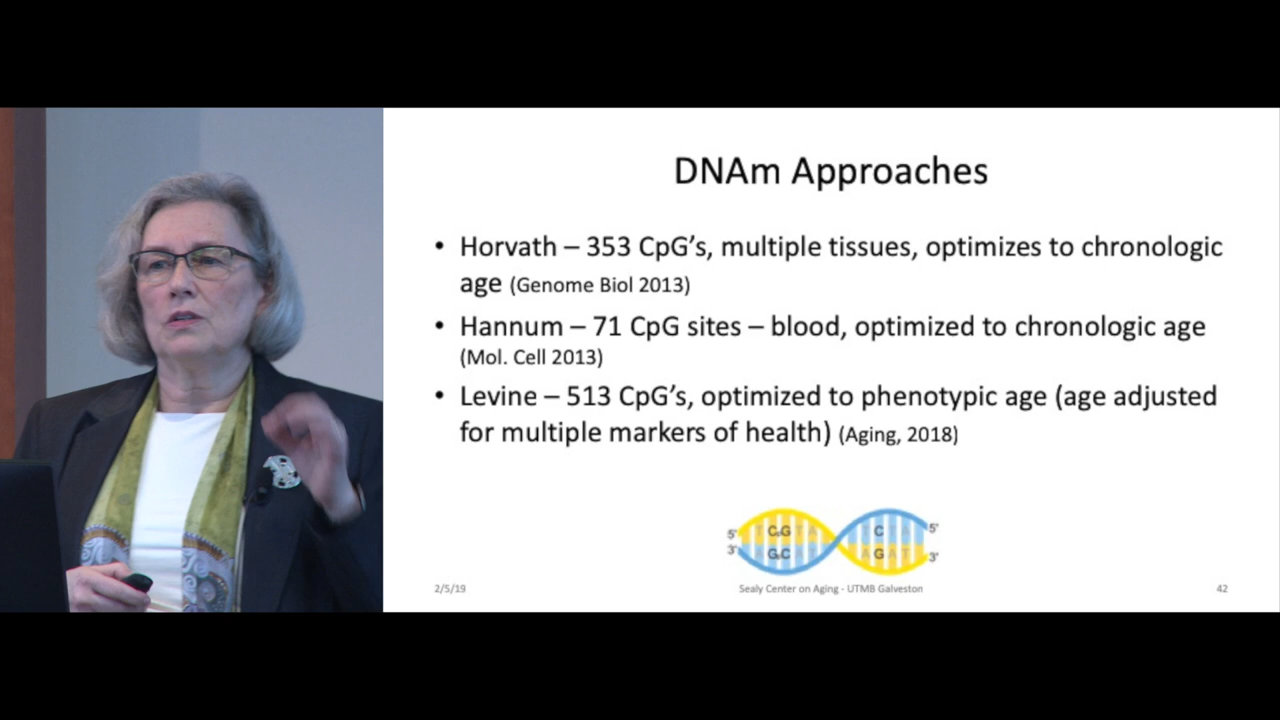 DNAm Approaches
• Horvath – 353 CpG's, multiple tissues, optimizes to chronologic
age (Genome Biol 2013)
• Hannum – 71 CpG sites – blood, optimized to chronologic age
(Mol. Cell 2013)
• Levine – 513 CpG's, optimized to phenotypic age (age adjusted
for multiple markers of health) (Aging, 2018)
5' T CpG T A C T A 5'
3' A GpC A T A G A T 3'
2/5/19 Sealy Center on Aging - UTMB Galveston 42